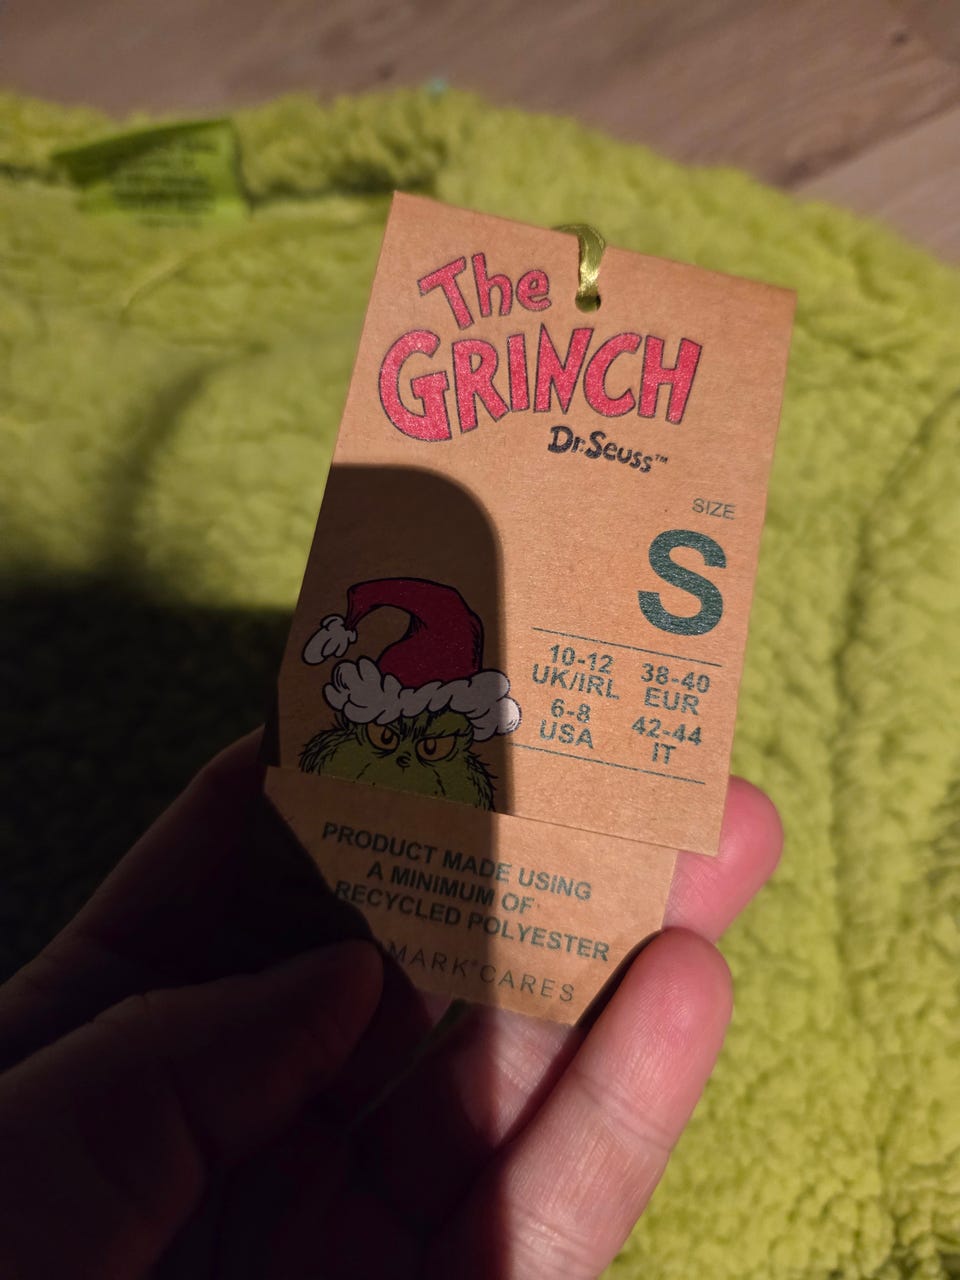 The
GRINCH
Dr. Seuss™
SIZE
S
10-12
UK/IRL
6-8
USA
38-40
EUR
42-44
IT
PRODUCT MADE USING
A MINIMUM OF
RECYCLED POLYESTER
MARK® CARES